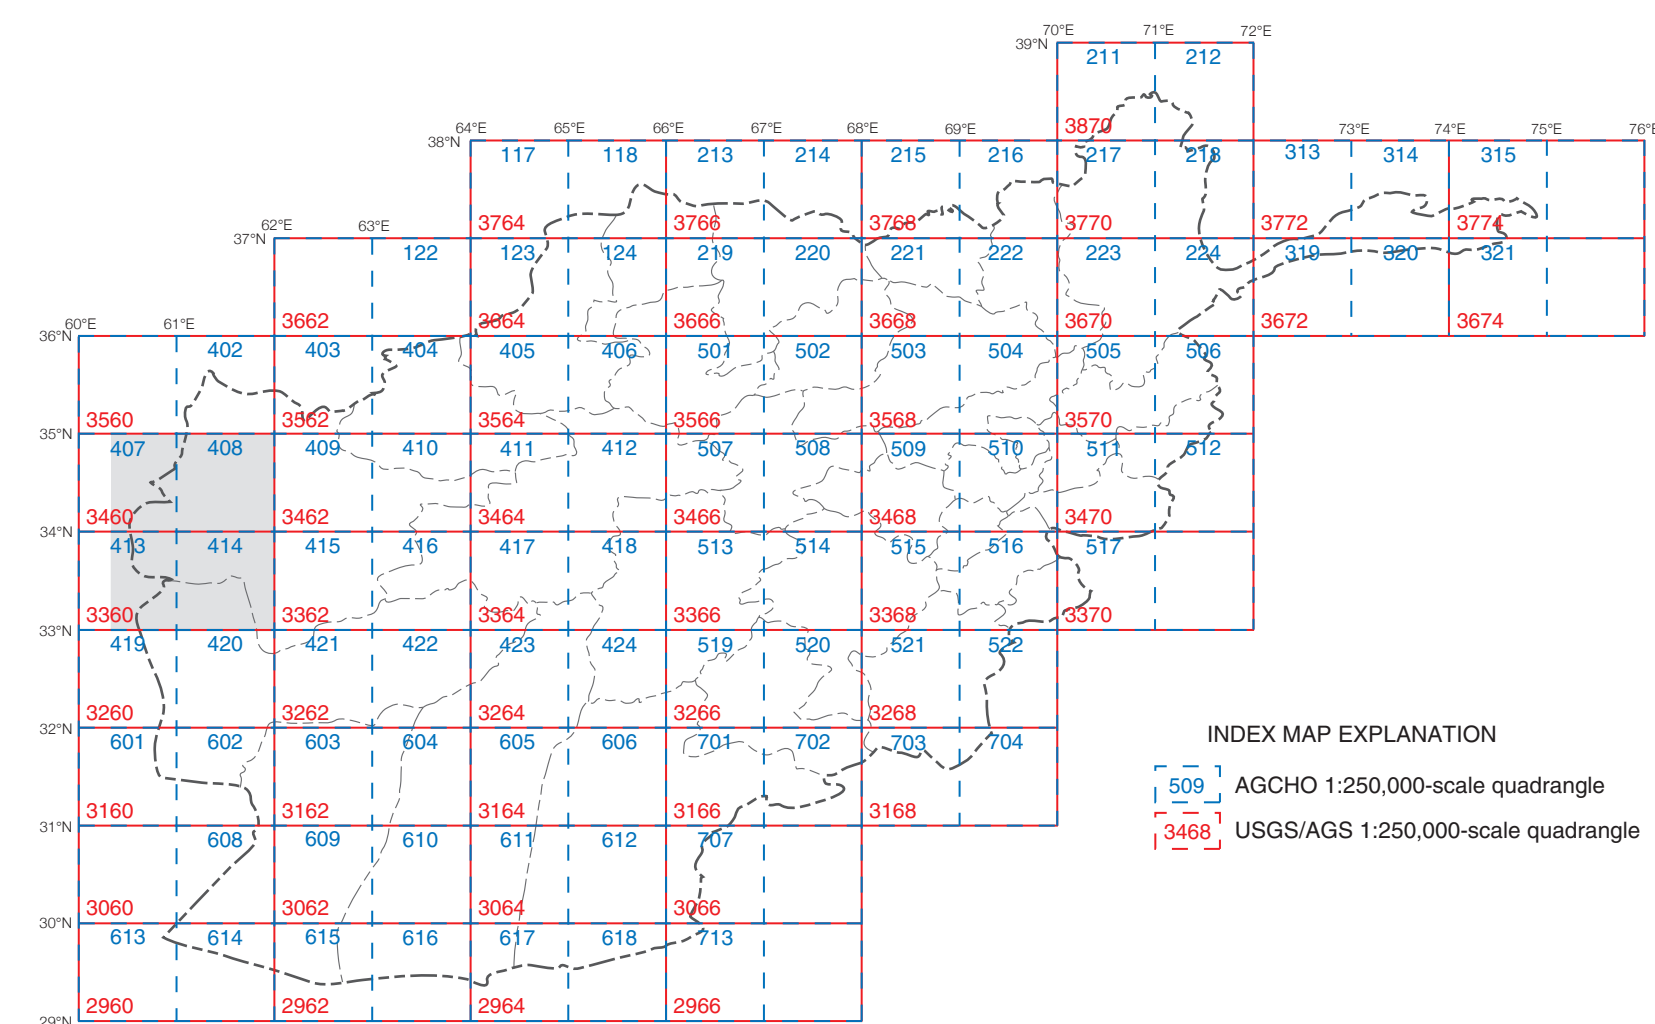 70°E 71°E 72°E
39°N
211 212
64°E 65°E 66°E 67°E 68°E 69°E 3870 73°E 74°E 75°E 76°E
38°N
117 118 213 214 215 216 217 218 313 314 315
62°E 63°E 3764 3766 3768 3770 3772 3774
37°N
122 123 124 219 220 221 222 223 224 319 320 321
60°E 61°E 3662 3664 3666 3668 3670 3672 3674
36°N
402 403 404 405 406 501 502 503 504 505 506
3560 3562 3564 3566 3568 3570
35°N
407 408 409 410 411 412 507 508 509 510 511 512
3460 3462 3464 3466 3468 3470
34°N
413 414 415 416 417 418 513 514 515 516 517
3360 3362 3364 3366 3368 3370
33°N
419 420 421 422 423 424 519 520 521 522
3260 3262 3264 3266 3268
32°N
601 602 603 604 605 606 701 702 703 704
3160 3162 3164 3166 3168
31°N
608 609 610 611 612 707
3060 3062 3064 3066
30°N
613 614 615 616 617 618 713
2960 2962 2964 2966
29°N
INDEX MAP EXPLANATION
509 AGCHO 1:250,000-scale quadrangle
3468 USGS/AGS 1:250,000-scale quadrangle